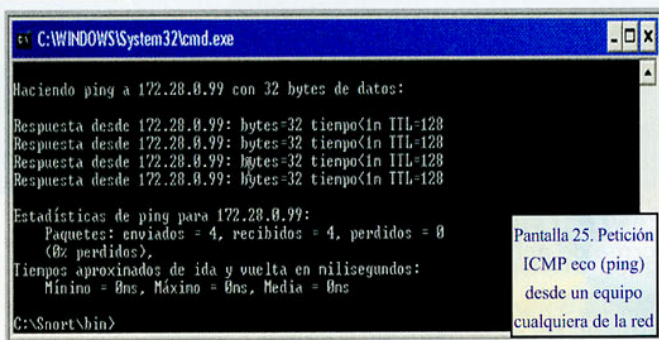 C:\WINDOWS\System32\cmd.exe
Haciendo ping a 172.28.0.99 con 32 bytes de datos:
Respuesta desde 172.28.0.99: bytes=32 tiempo<1m TTL=128
Respuesta desde 172.28.0.99: bytes=32 tiempo<1m TTL=128
Respuesta desde 172.28.0.99: bytes=32 tiempo<1m TTL=128
Respuesta desde 172.28.0.99: bytes=32 tiempo<1m TTL=128
Estadísticas de ping para 172.28.0.99:
Paquetes: enviados = 4, recibidos = 4, perdidos = 0
(0% perdidos),
Tiempos aproximados de ida y vuelta en milisegundos:
Mínimo = 0ms, Máximo = 0ms, Media = 0ms
C:\Snort\bin>
Pantalla 25. Petición
ICMP eco (ping)
desde un equipo
cualquiera de la red